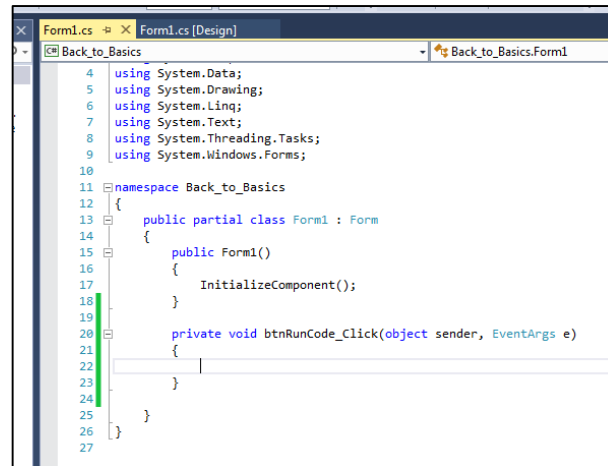 Form1.cs Form1.cs [Design]
C# Back_to_Basics Back_to_Basics.Form1
4 using System.Data;
5 using System.Drawing;
6 using System.Linq;
7 using System.Text;
8 using System.Threading.Tasks;
9 using System.Windows.Forms;
10
11 namespace Back_to_Basics
12 {
13 public partial class Form1 : Form
14 {
15 public Form1()
16 {
17 InitializeComponent();
18 }
19
20 private void btnRunCode_Click(object sender, EventArgs e)
21 {
22
23 }
24
25 }
26 }
27